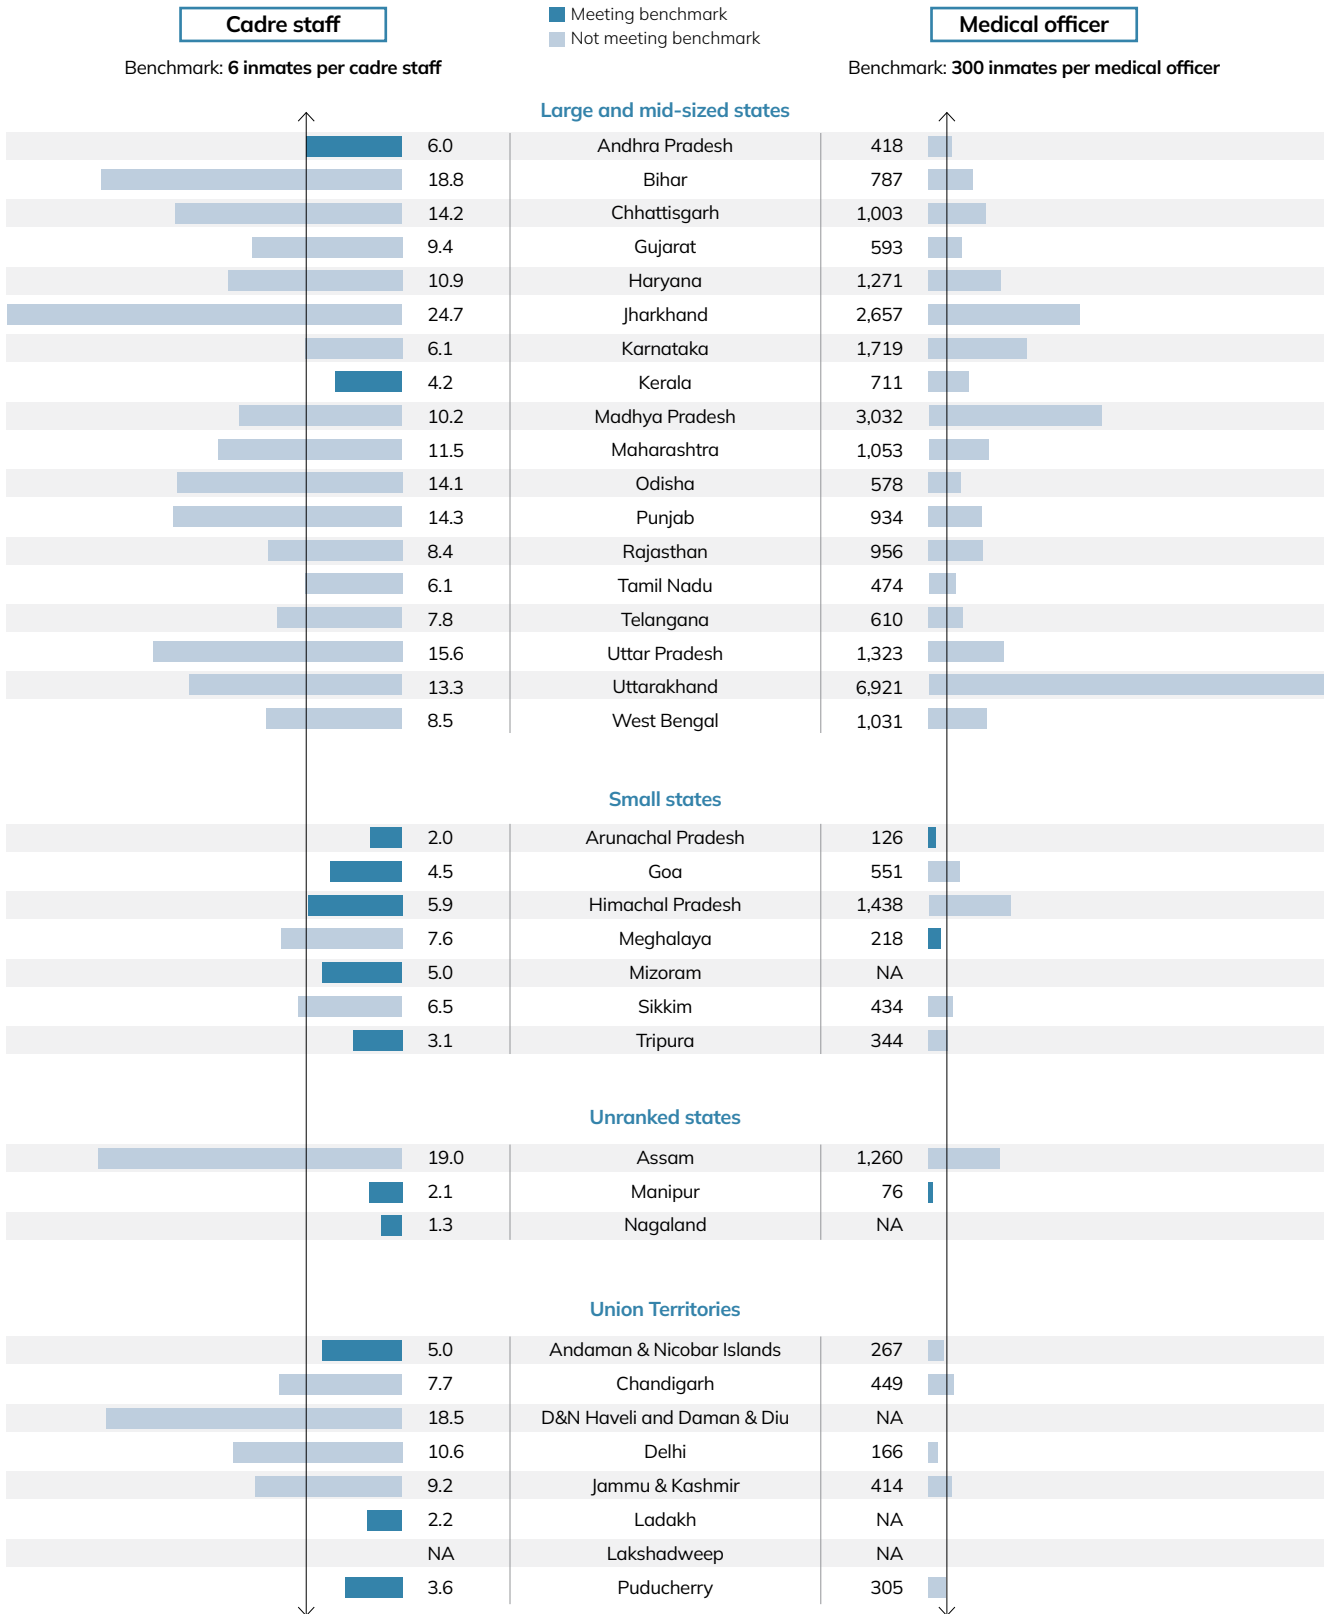 Cadre staff
Meeting benchmark
Not meeting benchmark
Medical officer
Benchmark: 6 inmates per cadre staff
Benchmark: 300 inmates per medical officer
Large and mid-sized states
6.0 Andhra Pradesh 418
18.8 Bihar 787
14.2 Chhattisgarh 1,003
9.4 Gujarat 593
10.9 Haryana 1,271
24.7 Jharkhand 2,657
6.1 Karnataka 1,719
4.2 Kerala 711
10.2 Madhya Pradesh 3,032
11.5 Maharashtra 1,053
14.1 Odisha 578
14.3 Punjab 934
8.4 Rajasthan 956
6.1 Tamil Nadu 474
7.8 Telangana 610
15.6 Uttar Pradesh 1,323
13.3 Uttarakhand 6,921
8.5 West Bengal 1,031
Small states
2.0 Arunachal Pradesh 126
4.5 Goa 551
5.9 Himachal Pradesh 1,438
7.6 Meghalaya 218
5.0 Mizoram NA
6.5 Sikkim 434
3.1 Tripura 344
Unranked states
19.0 Assam 1,260
2.1 Manipur 76
1.3 Nagaland NA
Union Territories
5.0 Andaman & Nicobar Islands 267
7.7 Chandigarh 449
18.5 D&N Haveli and Daman & Diu NA
10.6 Delhi 166
9.2 Jammu & Kashmir 414
2.2 Ladakh NA
NA Lakshadweep NA
3.6 Puducherry 305